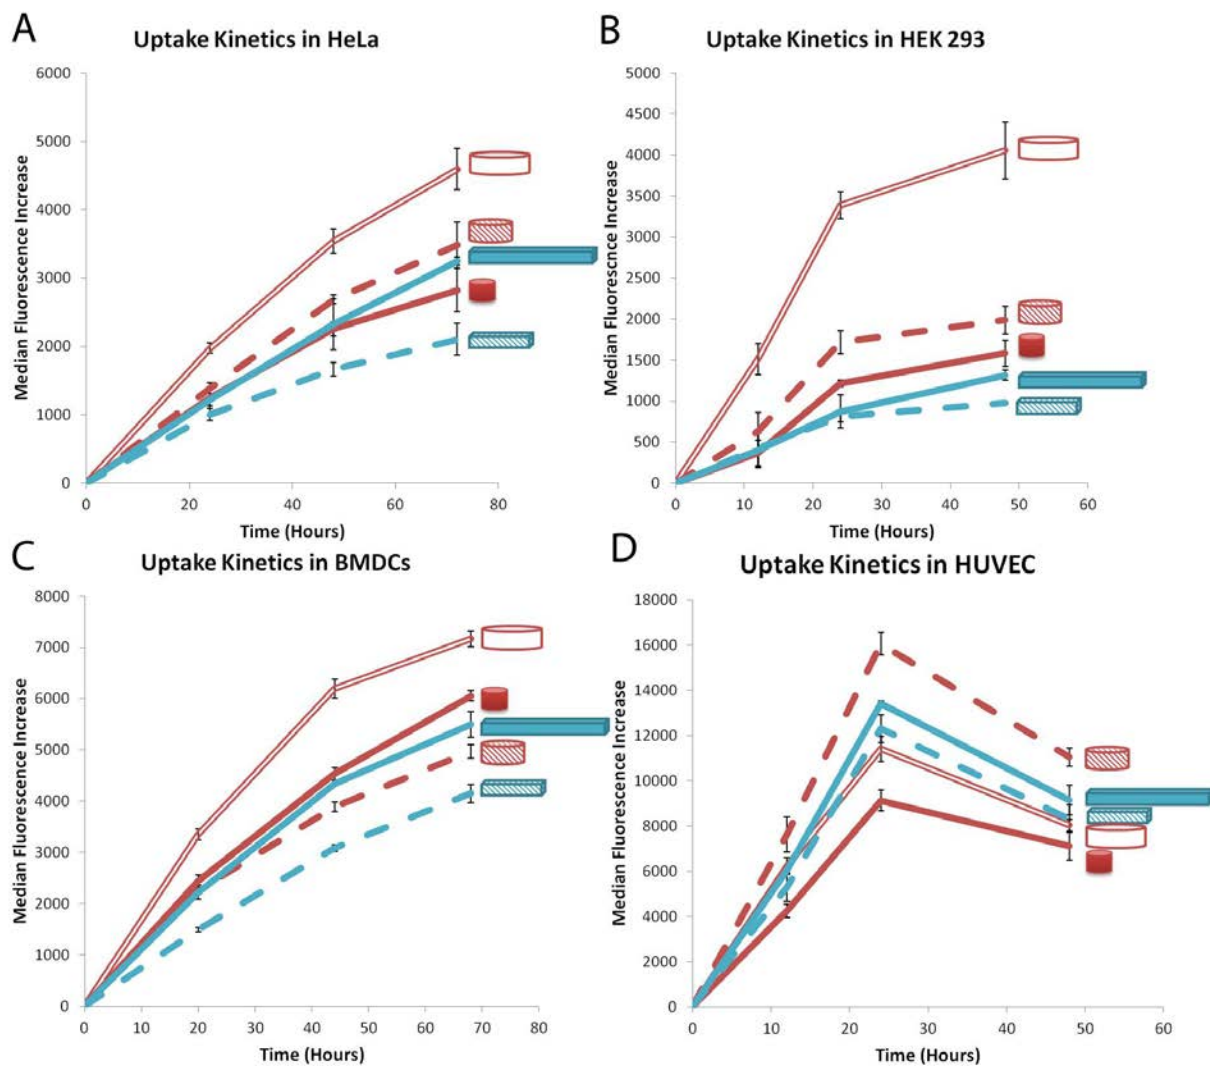 A
Uptake Kinetics in HeLa
6000
5000
4000
3000
2000
1000
0
Median Fluorescence Increase
0 20 40 60 80
Time (Hours)
B
Uptake Kinetics in HEK 293
5000
4500
4000
3500
3000
2500
2000
1500
1000
500
0
Median Fluorescnce Increase
0 10 20 30 40 50 60
Time (Hours)
C
Uptake Kinetics in BMDCs
8000
7000
6000
5000
4000
3000
2000
1000
0
Median Fluorescence Increase
0 10 20 30 40 50 60 70 80
Time (Hours)
D
Uptake Kinetics in HUVEC
18000
16000
14000
12000
10000
8000
6000
4000
2000
0
Median Fluorescence Increase
0 10 20 30 40 50 60
Time (Hours)